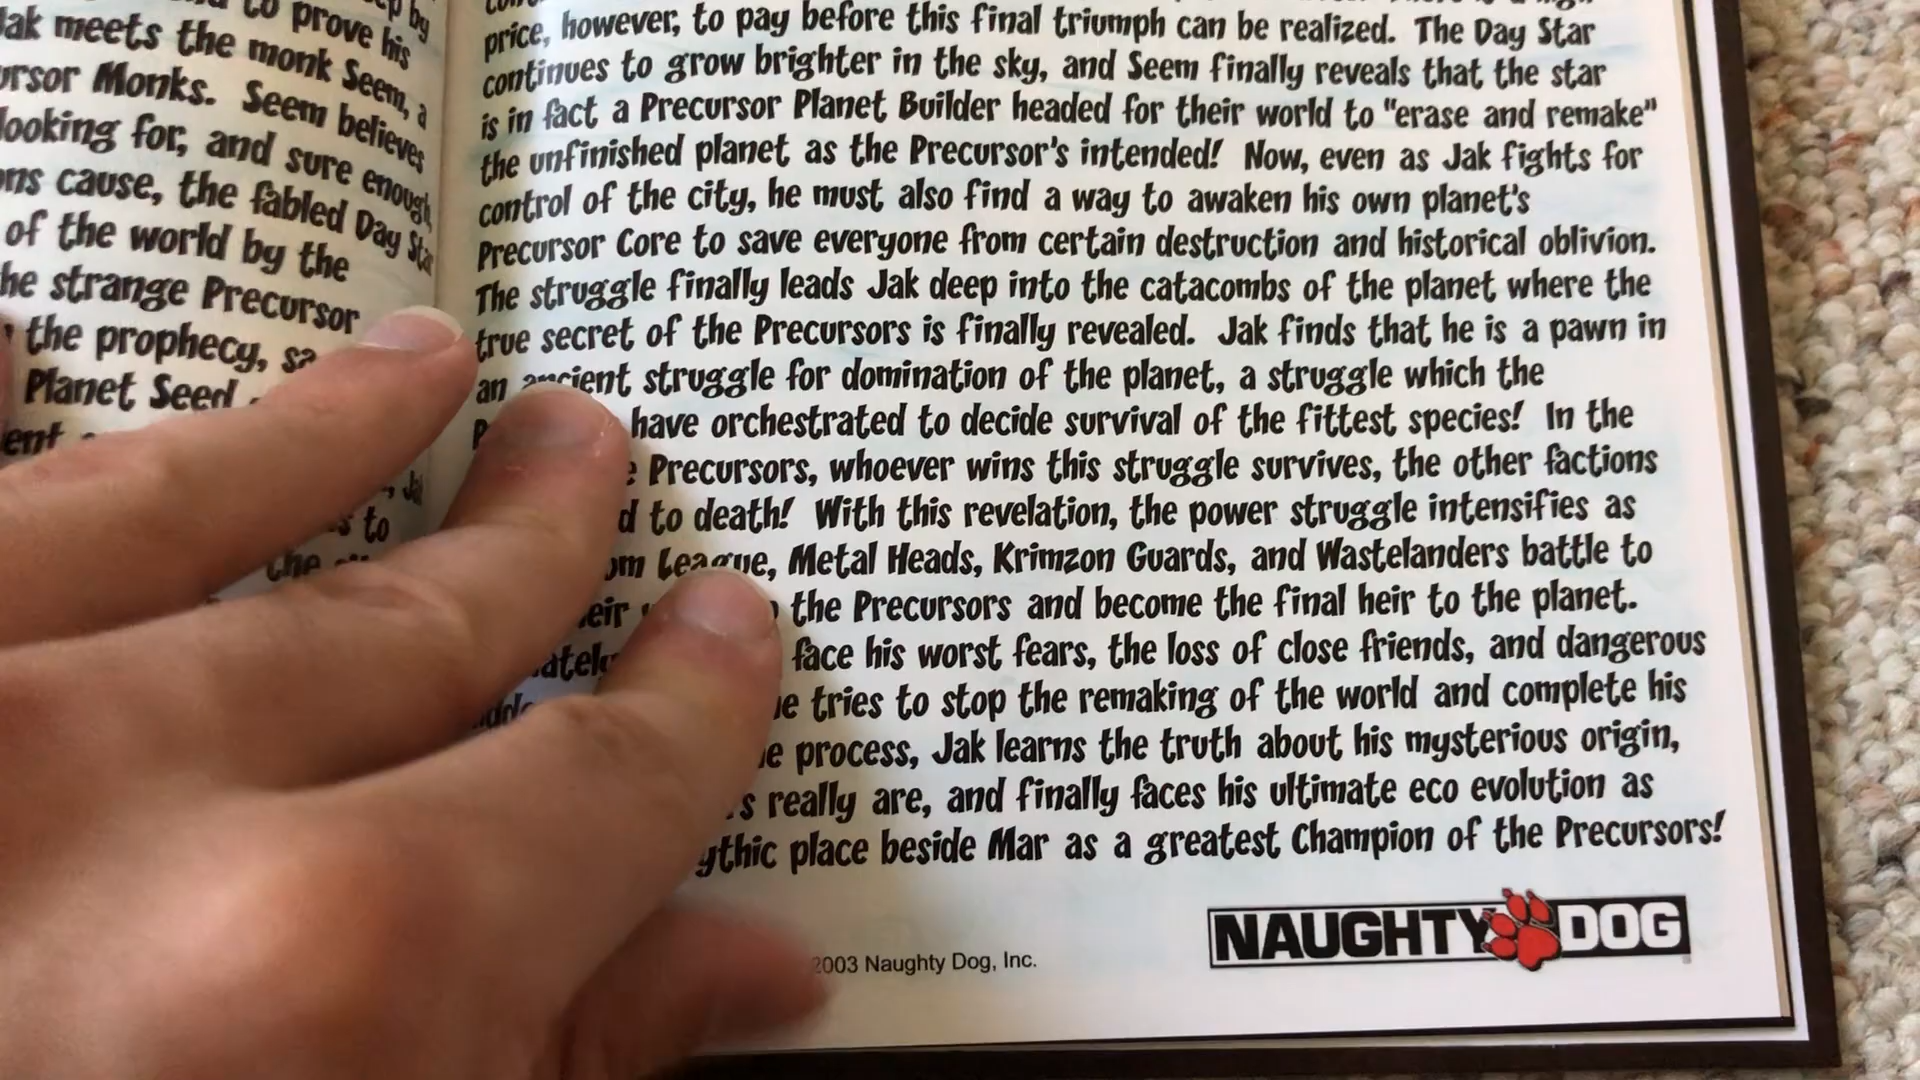 to prove his
Jak meets the monk Seem, a
Monks. Seem believes
looking for, and sure enough,
cause, the fabled Day Star
of the world by the
strange Precursor
the prophecy,
Planet Seed
to
the
price, however, to pay before this final triumph can be realized. The Day Star
continues to grow brighter in the sky, and Seem finally reveals that the star
is in fact a Precursor Planet Builder headed for their world to "erase and remake"
the unfinished planet as the Precursor's intended! Now, even as Jak fights for
control of the city, he must also find a way to awaken his own planet's
Precursor Core to save everyone from certain destruction and historical oblivion.
The struggle finally leads Jak deep into the catacombs of the planet where the
true secret of the Precursors is finally revealed. Jak finds that he is a pawn in
an ancient struggle for domination of the planet, a struggle which the
have orchestrated to decide survival of the fittest species! In the
Precursors, whoever wins this struggle survives, the other factions
to death! With this revelation, the power struggle intensifies as
League, Metal Heads, Krimzon Guards, and Wastelanders battle to
the Precursors and become the final heir to the planet.
face his worst fears, the loss of close friends, and dangerous
tries to stop the remaking of the world and complete his
process, Jak learns the truth about his mysterious origin,
really are, and finally faces his ultimate eco evolution as
place beside Mar as a greatest Champion of the Precursors!
2003 Naughty Dog, Inc.
NAUGHTY DOG